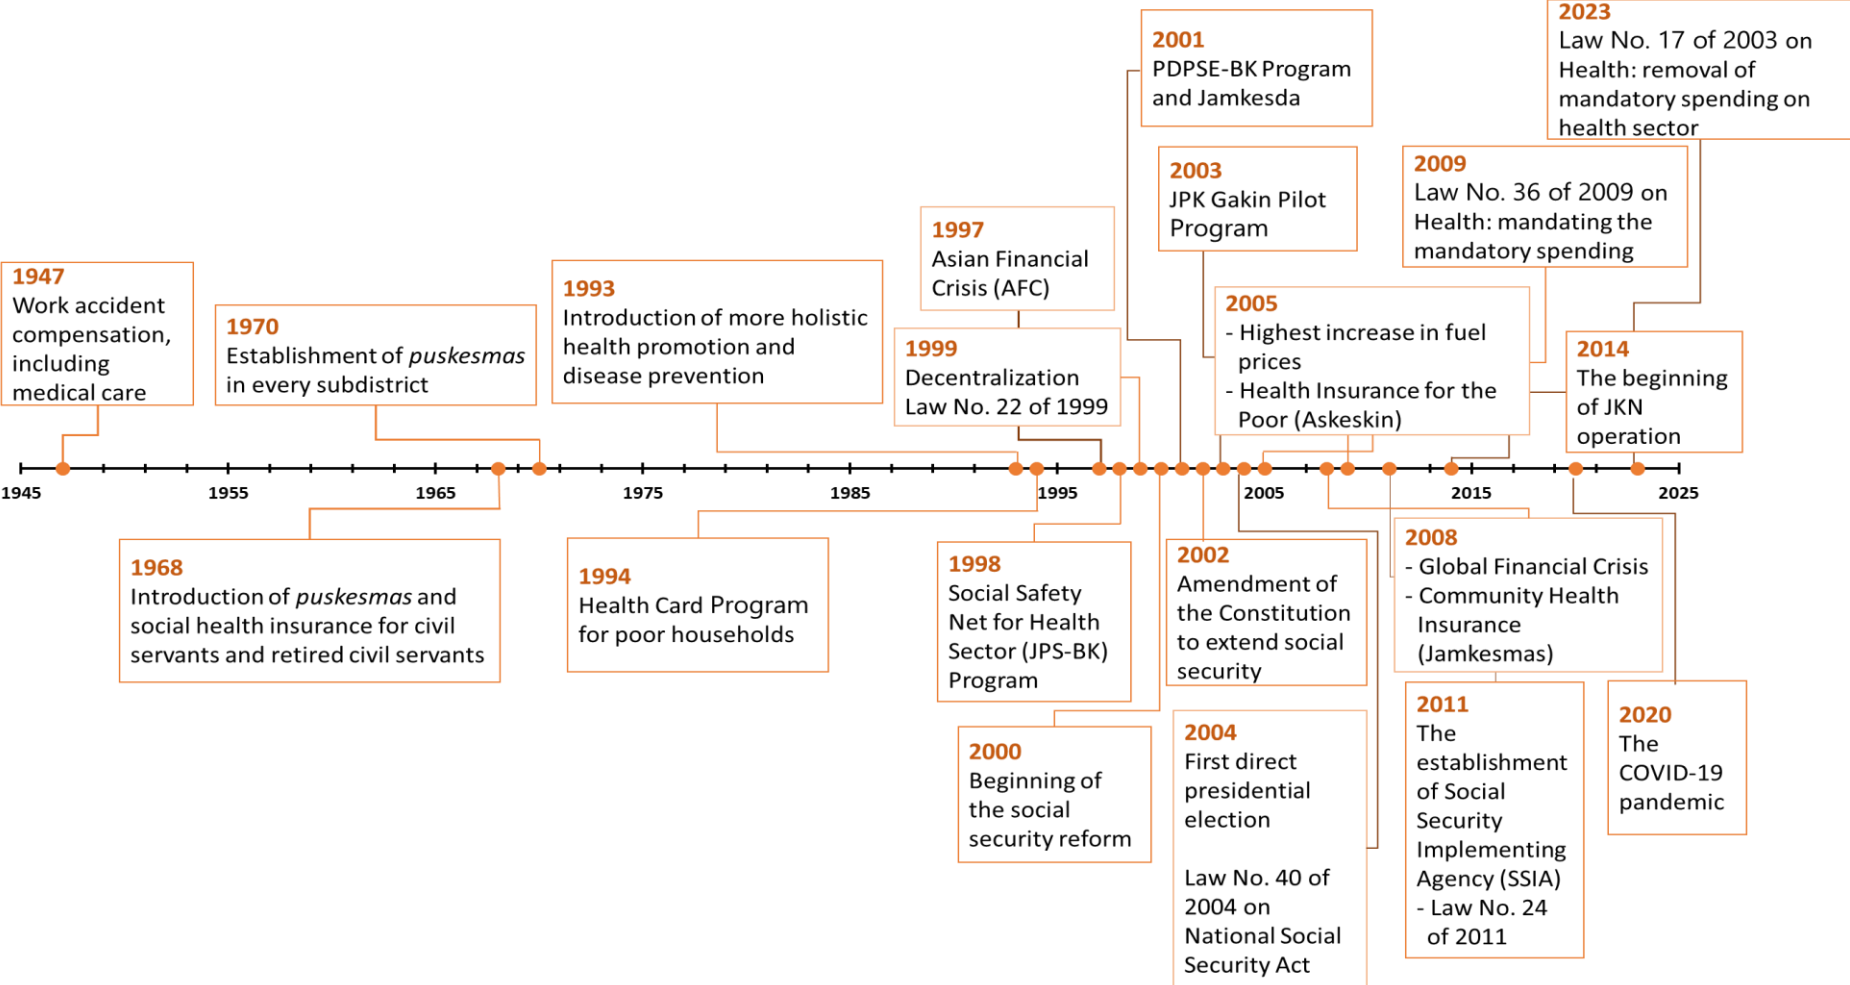 2001
PDPSE-BK Program
and Jamkesda
2023
Law No. 17 of 2003 on
Health: removal of
mandatory spending on
health sector
2003
JPK Gakin Pilot
Program
2009
Law No. 36 of 2009 on
Health: mandating the
mandatory spending
1997
Asian Financial
Crisis (AFC)
1947
Work accident
compensation,
including
medical care
1970
Establishment of puskesmas
in every subdistrict
1993
Introduction of more holistic
health promotion and
disease prevention
1999
Decentralization
Law No. 22 of 1999
2005
- Highest increase in fuel
prices
- Health Insurance for the
Poor (Askeskin)
2014
The beginning
of JKN
operation
1945
1955
1965
1975
1985
1995
2005
2015
2025
1968
Introduction of puskesmas and
social health insurance for civil
servants and retired civil servants
1994
Health Card Program
for poor households
1998
Social Safety
Net for Health
Sector (JPS-BK)
Program
2002
Amendment of
the Constitution
to extend social
security
2008
- Global Financial Crisis
- Community Health
Insurance
(Jamkesmas)
2000
Beginning of
the social
security reform
2004
First direct
presidential
election
Law No. 40 of
2004 on
National Social
Security Act
2011
The
establishment
of Social
Security
Implementing
Agency (SSIA)
- Law No. 24
of 2011
2020
The
COVID-19
pandemic